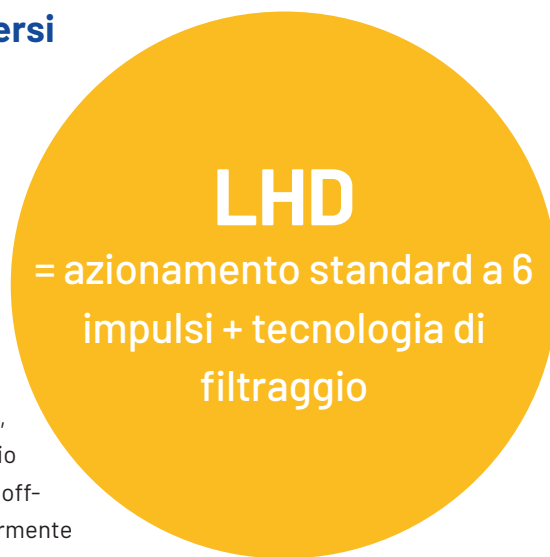 ersi
LHD
= azionamento standard a 6
impulsi + tecnologia di
filtraggio
,
io
off-
rmente